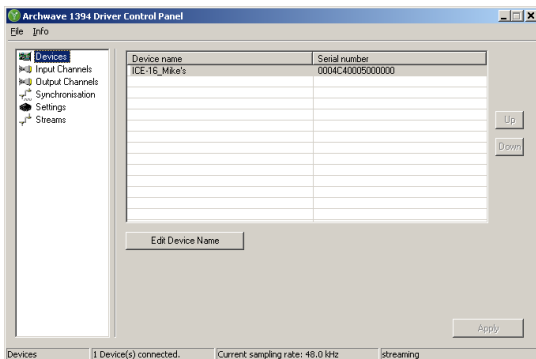 Archwave 1394 Driver Control Panel
File Info
Devices
Input Channels
Output Channels
Synchronisation
Settings
Streams
Device name Serial number
ICE-16_Mike's 0004C40005000000
Up
Down
Edit Device Name
Apply
Devices 1 Device(s) connected. Current sampling rate: 48.0 kHz streaming